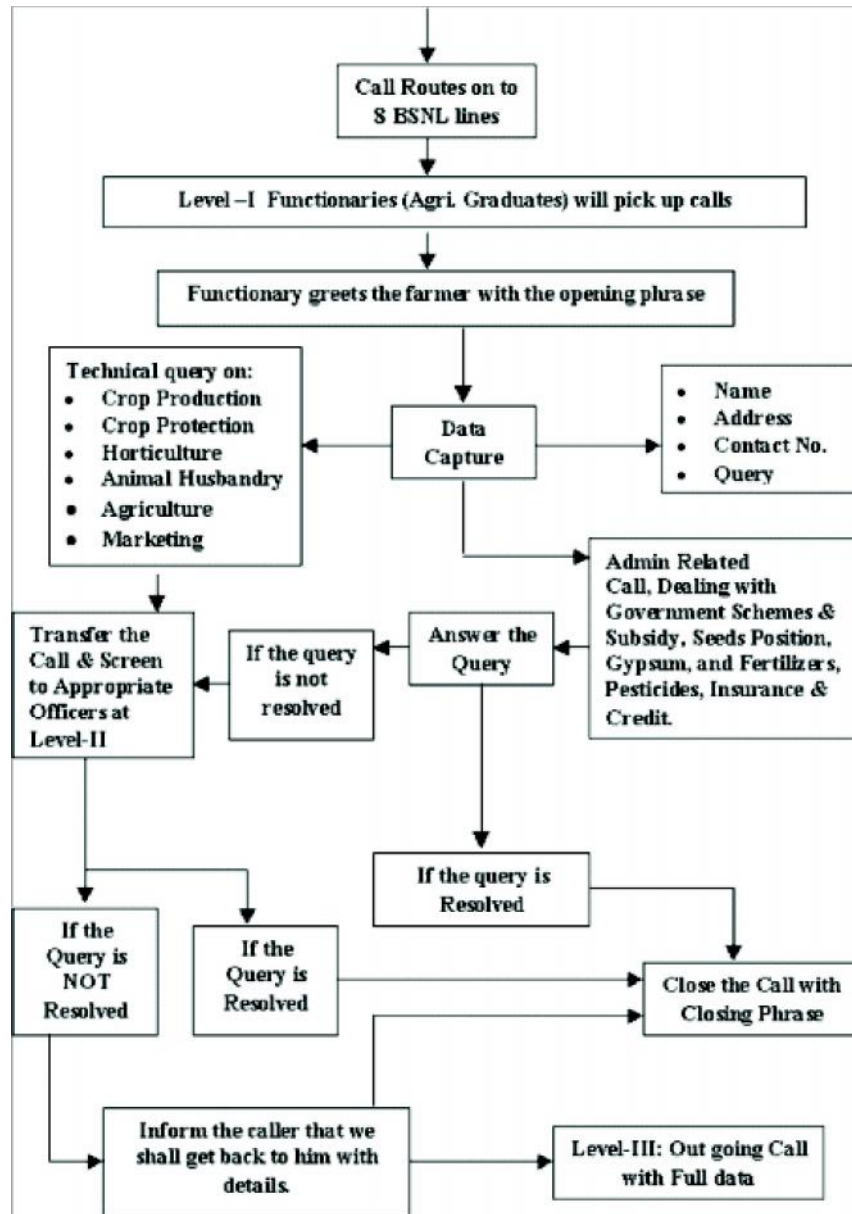 Call Routes on to
8 BSNL lines
Level –I Functionaries (Agri. Graduates) will pick up calls
Functionary greets the farmer with the opening phrase
Technical query on:
• Crop Production
• Crop Protection
• Horticulture
• Animal Husbandry
• Agriculture
• Marketing
Data
Capture
• Name
• Address
• Contact No.
• Query
Admin Related
Call, Dealing with
Government Schemes &
Subsidy, Seeds Position,
Gypsum, and Fertilizers,
Pesticides, Insurance &
Credit.
Answer the
Query
If the query
is not
resolved
Transfer the
Call & Screen
to Appropriate
Officers at
Level-II
If the query is
Resolved
If the
Query is
NOT
Resolved
If the
Query is
Resolved
Close the Call with
Closing Phrase
Inform the caller that we
shall get back to him with
details.
Level-III: Out going Call
with Full data